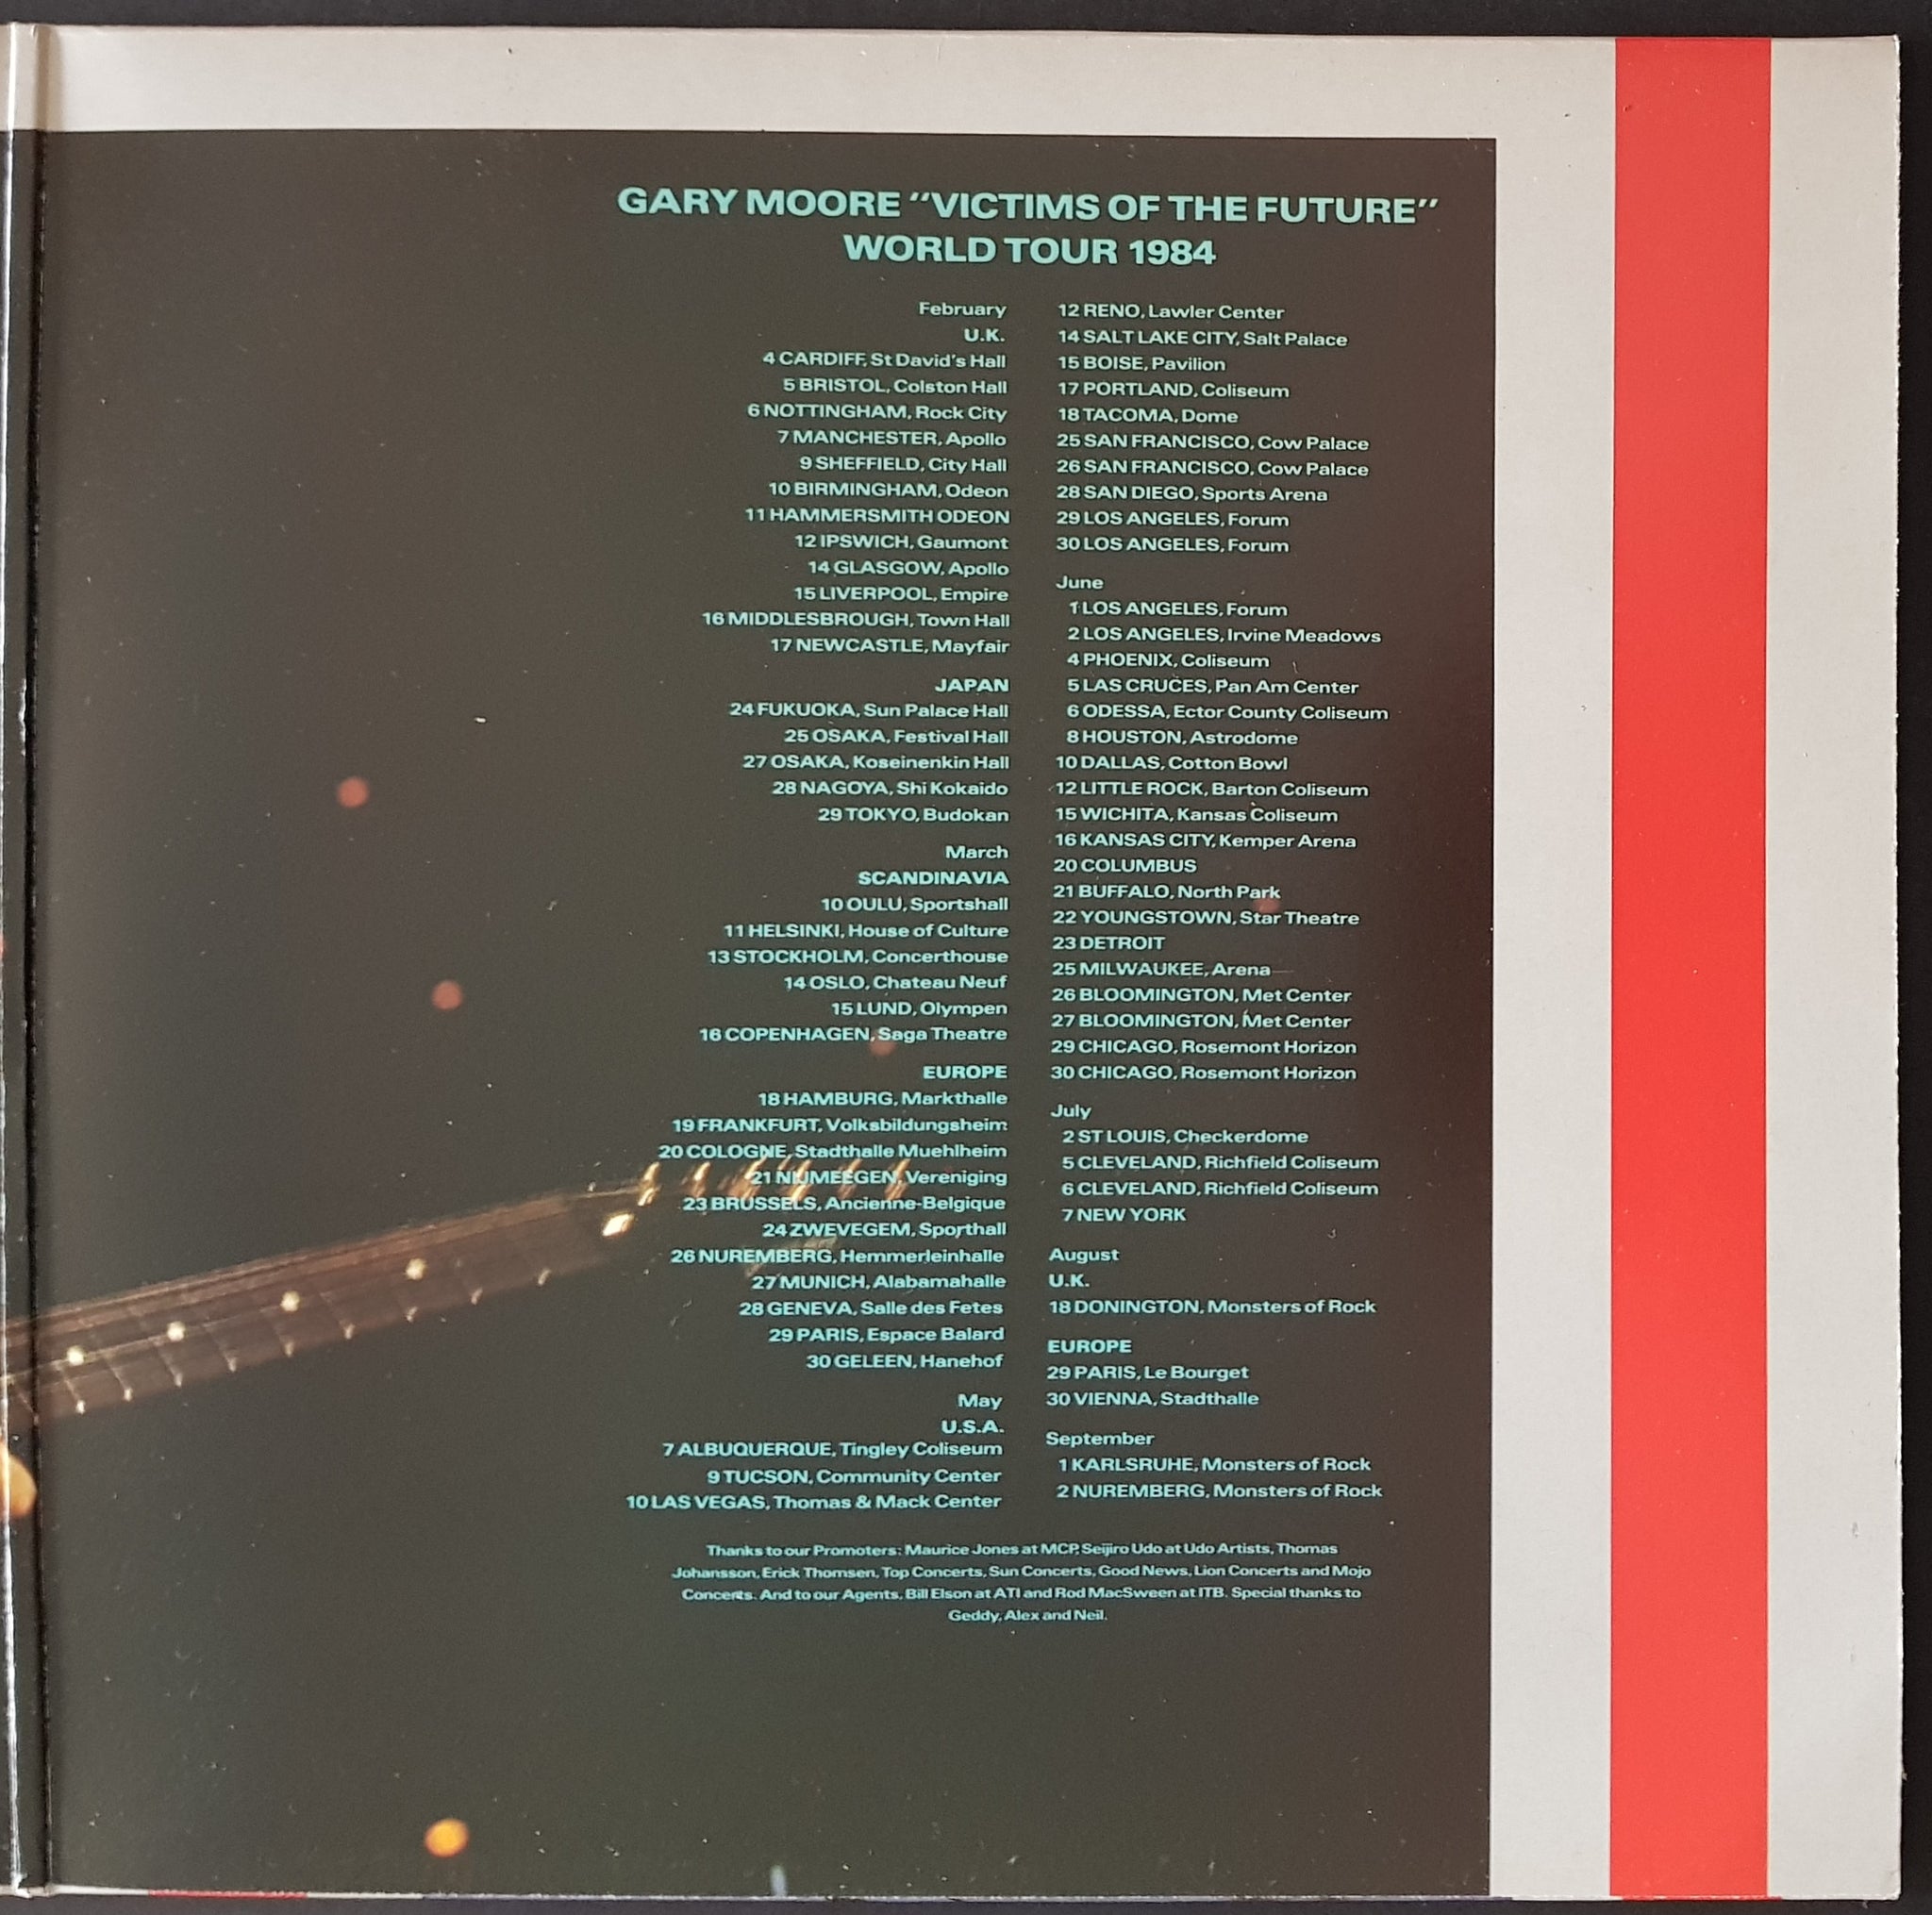 GARY MOORE "VICTIMS OF THE FUTURE"
WORLD TOUR 1984
February
U.K.
4 CARDIFF, St David's Hall
5 BRISTOL, Colston Hall
6 NOTTINGHAM, Rock City
7 MANCHESTER, Apollo
9 SHEFFIELD, City Hall
10 BIRMINGHAM, Odeon
11 HAMMERSMITH ODEON
12 IPSWICH, Gaumont
14 GLASGOW, Apollo
15 LIVERPOOL, Empire
16 MIDDLESBROUGH, Town Hall
17 NEWCASTLE, Mayfair
JAPAN
24 FUKUOKA, Sun Palace Hall
25 OSAKA, Festival Hall
27 OSAKA, Koseinenkin Hall
28 NAGOYA, Shi Kokaido
29 TOKYO, Budokan
March
SCANDINAVIA
10 OULU, Sportshall
11 HELSINKI, House of Culture
13 STOCKHOLM, Concerthouse
14 OSLO, Chateau Neuf
15 LUND, Olympen
16 COPENHAGEN, Saga Theatre
EUROPE
18 HAMBURG, Markthalle
19 FRANKFURT, Volksbildungsheim
20 COLOGNE, Stadthalle Muehlheim
21 NIJMEEGEN, Vereniging
23 BRUSSELS, Ancienne-Belgique
24 ZWEVEGEM, Sporthall
26 NUREMBERG, Hemmerleinhalle
27 MUNICH, Alabamahalle
28 GENEVA, Salle des Fetes
29 PARIS, Espace Balard
30 GELEEN, Hanehof
May
U.S.A.
7 ALBUQUERQUE, Tingley Coliseum
9 TUCSON, Community Center
10 LAS VEGAS, Thomas & Mack Center
12 RENO, Lawler Center
14 SALT LAKE CITY, Salt Palace
15 BOISE, Pavilion
17 PORTLAND, Coliseum
18 TACOMA, Dome
25 SAN FRANCISCO, Cow Palace
26 SAN FRANCISCO, Cow Palace
28 SAN DIEGO, Sports Arena
29 LOS ANGELES, Forum
30 LOS ANGELES, Forum
June
1 LOS ANGELES, Forum
2 LOS ANGELES, Irvine Meadows
4 PHOENIX, Coliseum
5 LAS CRUCES, Pan Am Center
6 ODESSA, Ector County Coliseum
8 HOUSTON, Astrodome
10 DALLAS, Cotton Bowl
12 LITTLE ROCK, Barton Coliseum
15 WICHITA, Kansas Coliseum
16 KANSAS CITY, Kemper Arena
20 COLUMBUS
21 BUFFALO, North Park
22 YOUNGSTOWN, Star Theatre
23 DETROIT
25 MILWAUKEE, Arena
26 BLOOMINGTON, Met Center
27 BLOOMINGTON, Met Center
29 CHICAGO, Rosemont Horizon
30 CHICAGO, Rosemont Horizon
July
2 ST LOUIS, Checkerdome
5 CLEVELAND, Richfield Coliseum
6 CLEVELAND, Richfield Coliseum
7 NEW YORK
August
U.K.
18 DONINGTON, Monsters of Rock
EUROPE
29 PARIS, Le Bourget
30 VIENNA, Stadthalle
September
1 KARLSRUHE, Monsters of Rock
2 NUREMBERG, Monsters of Rock
Thanks to our Promoters: Maurice Jones at MCP, Seijiro Udo at Udo Artists, Thomas
Johansson, Erick Thomsen, Top Concerts, Sun Concerts, Good News, Lion Concerts and Mojo
Concerts. And to our Agents, Bill Elson at ATI and Rod MacSween at ITB. Special thanks to
Geddy, Alex and Neil.